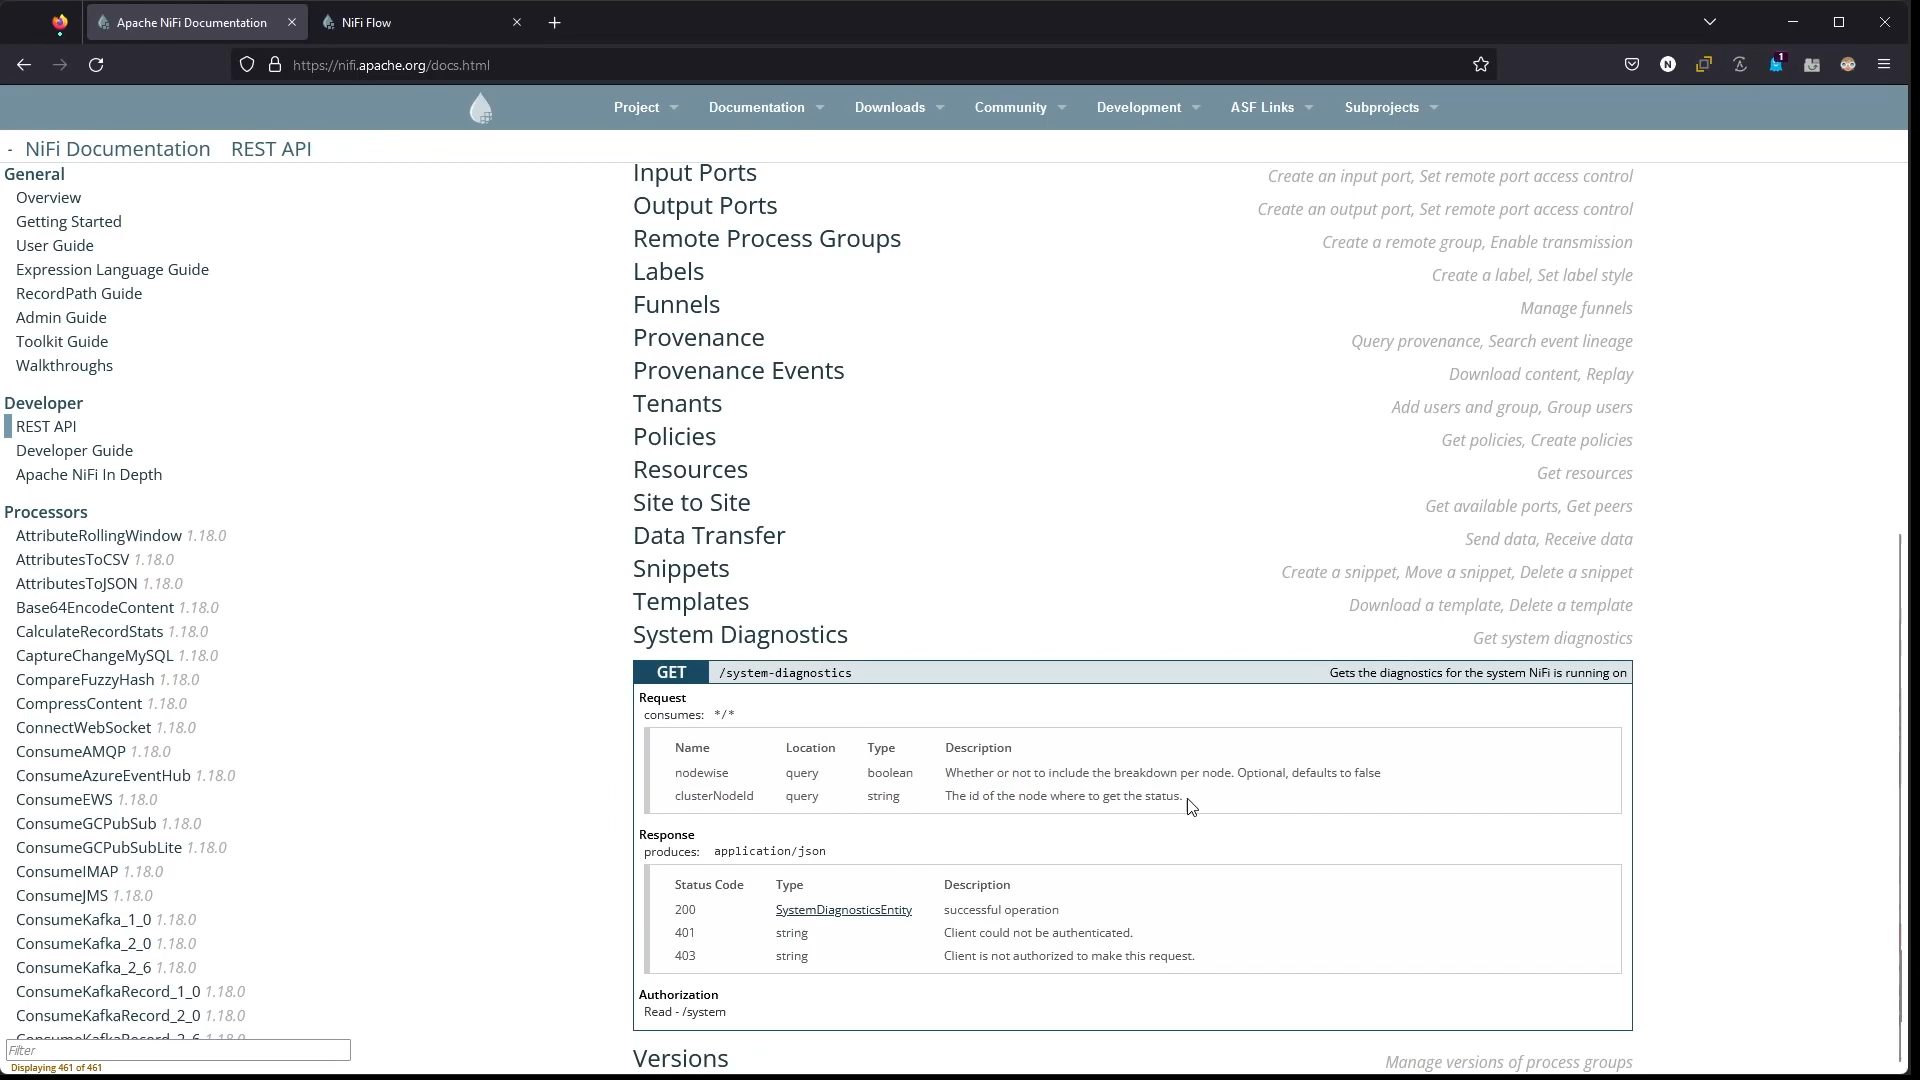 Apache NiFi Documentation
NiFi Flow
https://nifi.apache.org/docs.html
N
1
Project
Documentation
Downloads
Community
Development
ASF Links
Subprojects
- NiFi Documentation REST API
General
Overview
Getting Started
User Guide
Expression Language Guide
RecordPath Guide
Admin Guide
Toolkit Guide
Walkthroughs
Developer
REST API
Developer Guide
Apache NiFi In Depth
Processors
AttributeRollingWindow 1.18.0
AttributesToCSV 1.18.0
AttributesToJSON 1.18.0
Base64EncodeContent 1.18.0
CalculateRecordStats 1.18.0
CaptureChangeMySQL 1.18.0
CompareFuzzyHash 1.18.0
CompressContent 1.18.0
ConnectWebSocket 1.18.0
ConsumeAMQP 1.18.0
ConsumeAzureEventHub 1.18.0
ConsumeEWS 1.18.0
ConsumeGCPubSub 1.18.0
ConsumeGCPubSubLite 1.18.0
ConsumeIMAP 1.18.0
ConsumeJMS 1.18.0
ConsumeKafka_1_0 1.18.0
ConsumeKafka_2_0 1.18.0
ConsumeKafka_2_6 1.18.0
ConsumeKafkaRecord_1_0 1.18.0
ConsumeKafkaRecord_2_0 1.18.0
ConsumeKafkaRecord_2_6 1.18.0
Filter
Displaying 461 of 461
Input Ports Create an input port, Set remote port access control
Output Ports Create an output port, Set remote port access control
Remote Process Groups Create a remote group, Enable transmission
Labels Create a label, Set label style
Funnels Manage funnels
Provenance Query provenance, Search event lineage
Provenance Events Download content, Replay
Tenants Add users and group, Group users
Policies Get policies, Create policies
Resources Get resources
Site to Site Get available ports, Get peers
Data Transfer Send data, Receive data
Snippets Create a snippet, Move a snippet, Delete a snippet
Templates Download a template, Delete a template
System Diagnostics Get system diagnostics
GET /system-diagnostics Gets the diagnostics for the system NiFi is running on
Request
consumes: */*
Name Location Type Description
nodewise query boolean Whether or not to include the breakdown per node. Optional, defaults to false
clusterNodeId query string The id of the node where to get the status.
Response
produces: application/json
Status Code Type Description
200 SystemDiagnosticsEntity successful operation
401 string Client could not be authenticated.
403 string Client is not authorized to make this request.
Authorization
Read - /system
Versions Manage versions of process groups